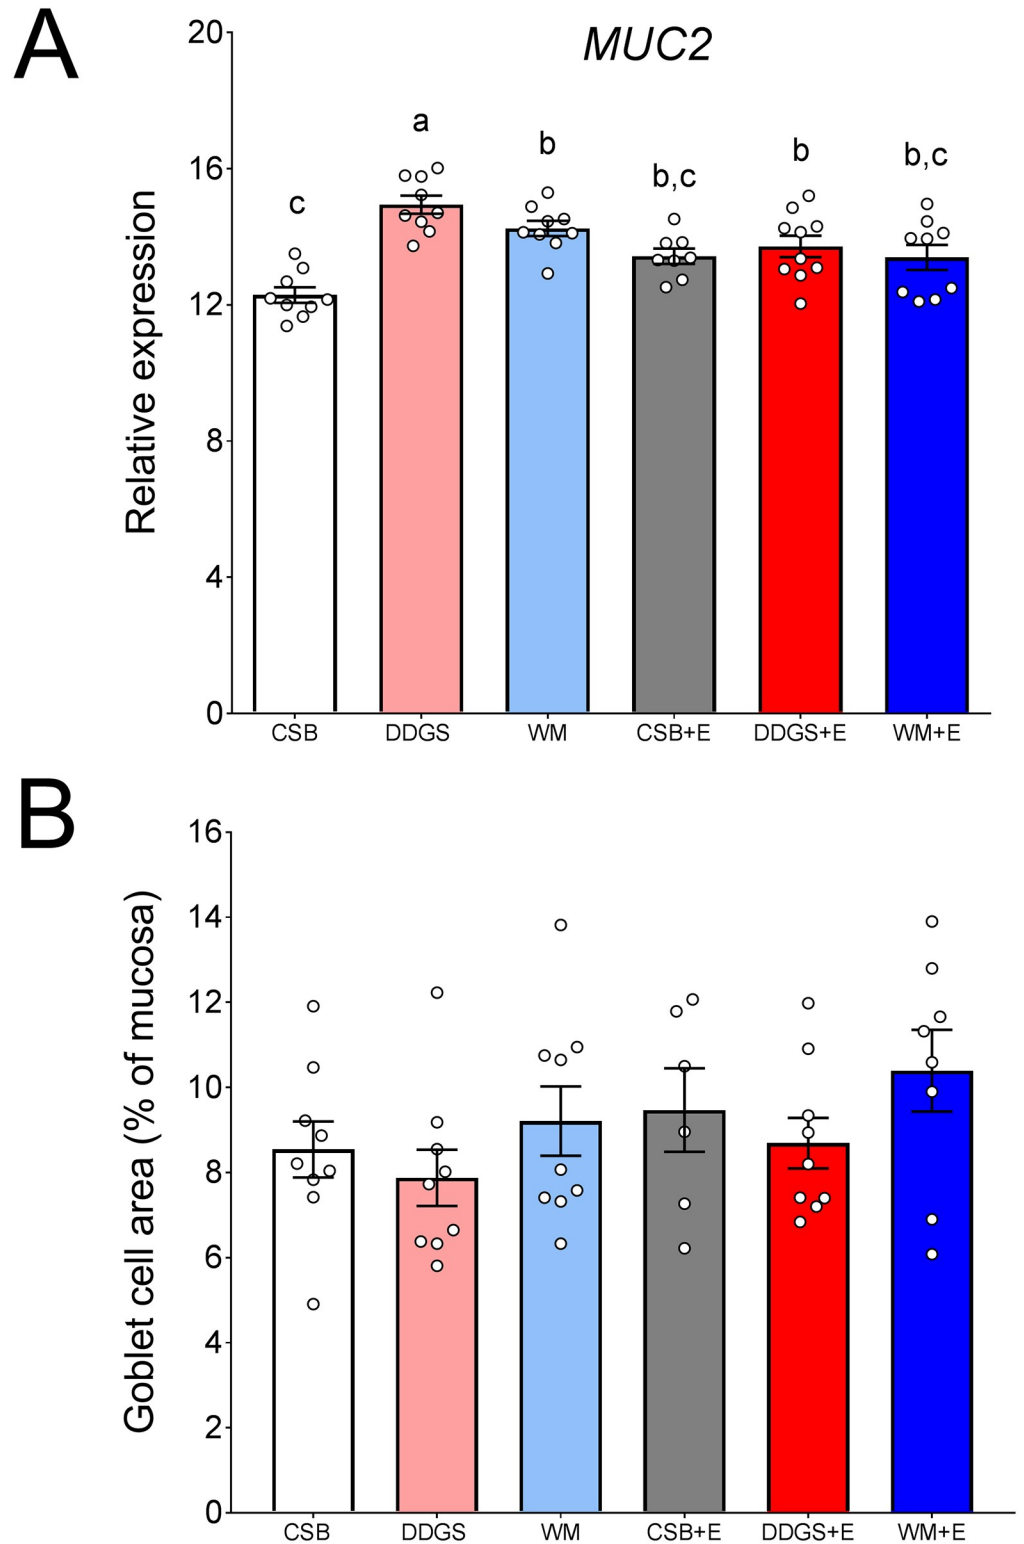 A
MUC2
Relative expression
20
16
12
8
4
0
c
a
b
b,c
b
b,c
CSB
DDGS
WM
CSB+E
DDGS+E
WM+E
B
Goblet cell area (% of mucosa)
16
14
12
10
8
6
4
2
0
CSB
DDGS
WM
CSB+E
DDGS+E
WM+E